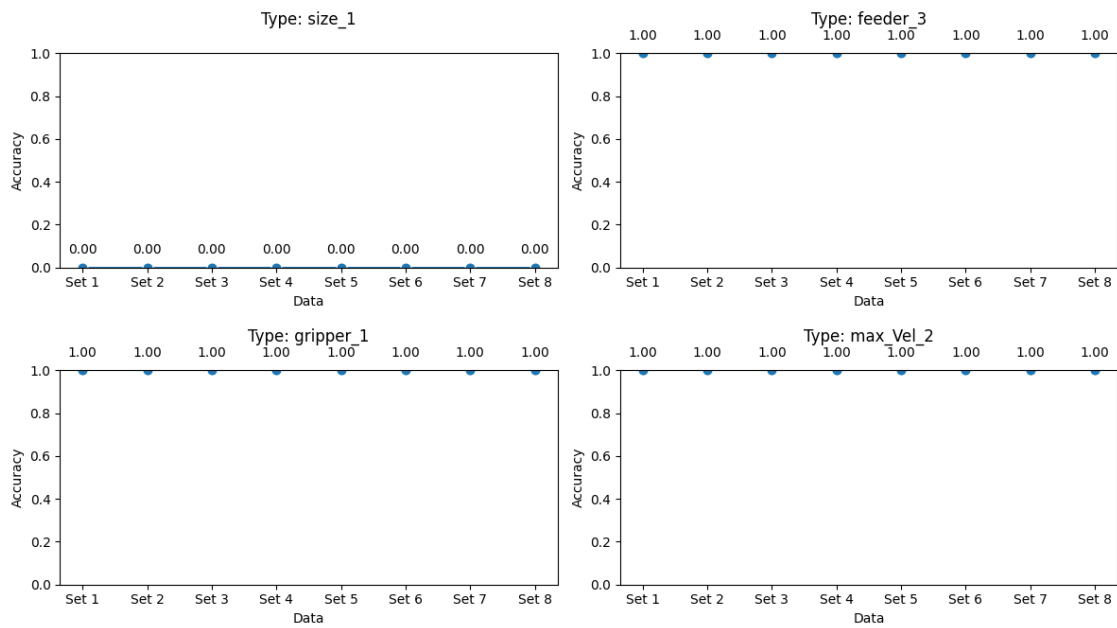 Type: size_1
Accuracy
1.0
0.8
0.6
0.4
0.2
0.0
0.00 0.00 0.00 0.00 0.00 0.00 0.00 0.00
Set 1 Set 2 Set 3 Set 4 Set 5 Set 6 Set 7 Set 8
Data
Type: feeder_3
1.00 1.00 1.00 1.00 1.00 1.00 1.00 1.00
Accuracy
1.0
0.8
0.6
0.4
0.2
0.0
Set 1 Set 2 Set 3 Set 4 Set 5 Set 6 Set 7 Set 8
Data
Type: gripper_1
1.00 1.00 1.00 1.00 1.00 1.00 1.00 1.00
Accuracy
1.0
0.8
0.6
0.4
0.2
0.0
Set 1 Set 2 Set 3 Set 4 Set 5 Set 6 Set 7 Set 8
Data
Type: max_Vel_2
1.00 1.00 1.00 1.00 1.00 1.00 1.00 1.00
Accuracy
1.0
0.8
0.6
0.4
0.2
0.0
Set 1 Set 2 Set 3 Set 4 Set 5 Set 6 Set 7 Set 8
Data